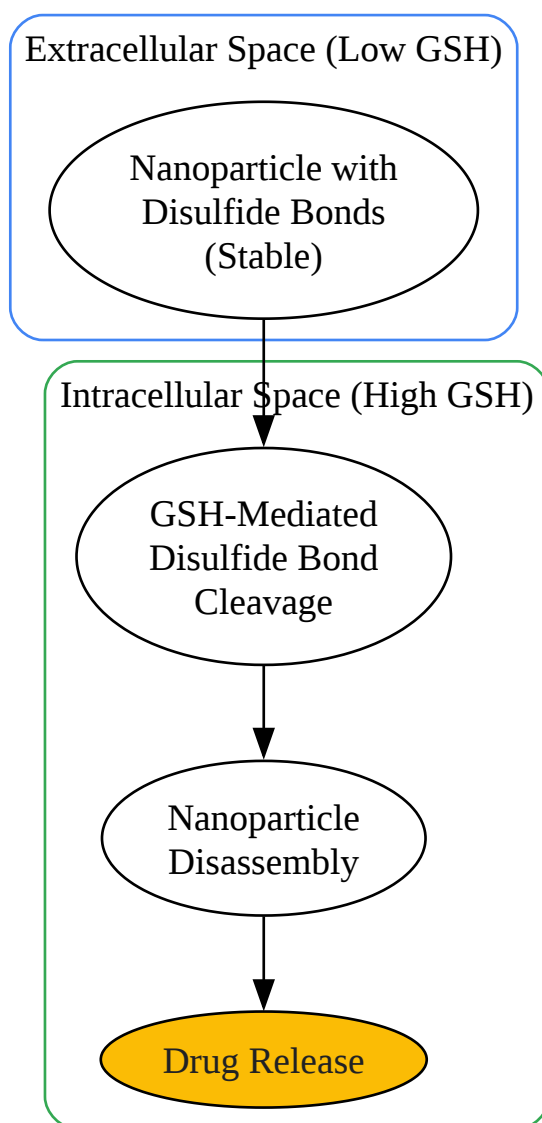 Extracellular Space (Low GSH)
Nanoparticle with
Disulfide Bonds
(Stable)
Intracellular Space (High GSH)
GSH-Mediated
Disulfide Bond
Cleavage
Nanoparticle
Disassembly
Drug Release